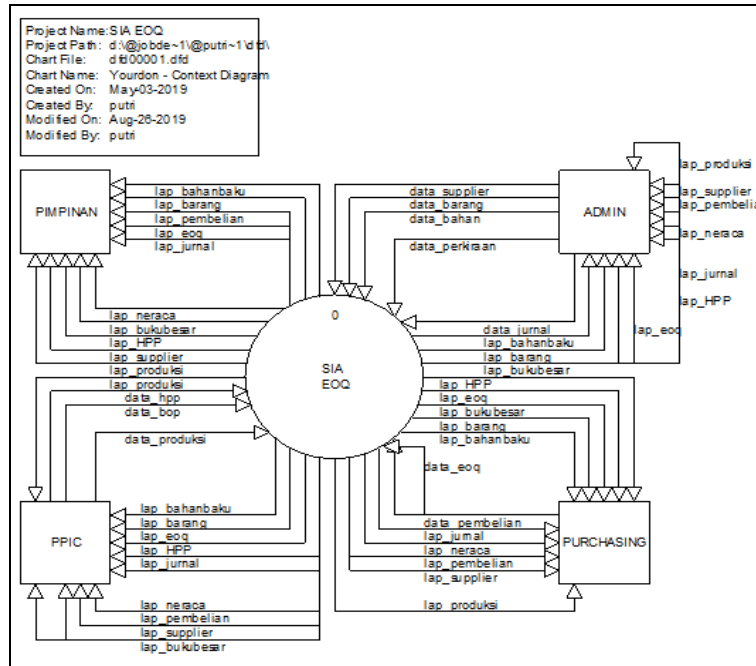 Project Name: SIA EOQ
Project Path: d:\@jobde~1\@putri~1\dfd\
Chart File: dfd00001.dfd
Chart Name: Yourdon - Context Diagram
Created On: May-03-2019
Created By: putri
Modified On: Aug-26-2019
Modified By: putri
PIMPINAN
lap_bahanbaku
lap_barang
lap_pembelian
lap_eoq
lap_jurnal
data_supplier
data_barang
data_bahan
data_perkiraan
ADMIN
lap_produksi
lap_supplier
lap_pembelia
lap_neraca
lap_jurnal
lap_HPP
lap_eoq
lap_neraca
lap_bukubesar
lap_HPP
lap_supplier
lap_produksi
lap_produksi
data_hpp
data_bop
data_produksi
0
SIA
EOQ
data_jurnal
lap_bahanbaku
lap_barang
lap_bukubesar
lap_HPP
lap_eoq
lap_bukubesar
lap_barang
lap_bahanbaku
data_eoq
PPIC
lap_bahanbaku
lap_barang
lap_eoq
lap_HPP
lap_jurnal
lap_neraca
lap_pembelian
lap_supplier
lap_bukubesar
data_pembelian
lap_jurnal
lap_neraca
lap_pembelian
lap_supplier
lap_produksi
PURCHASING